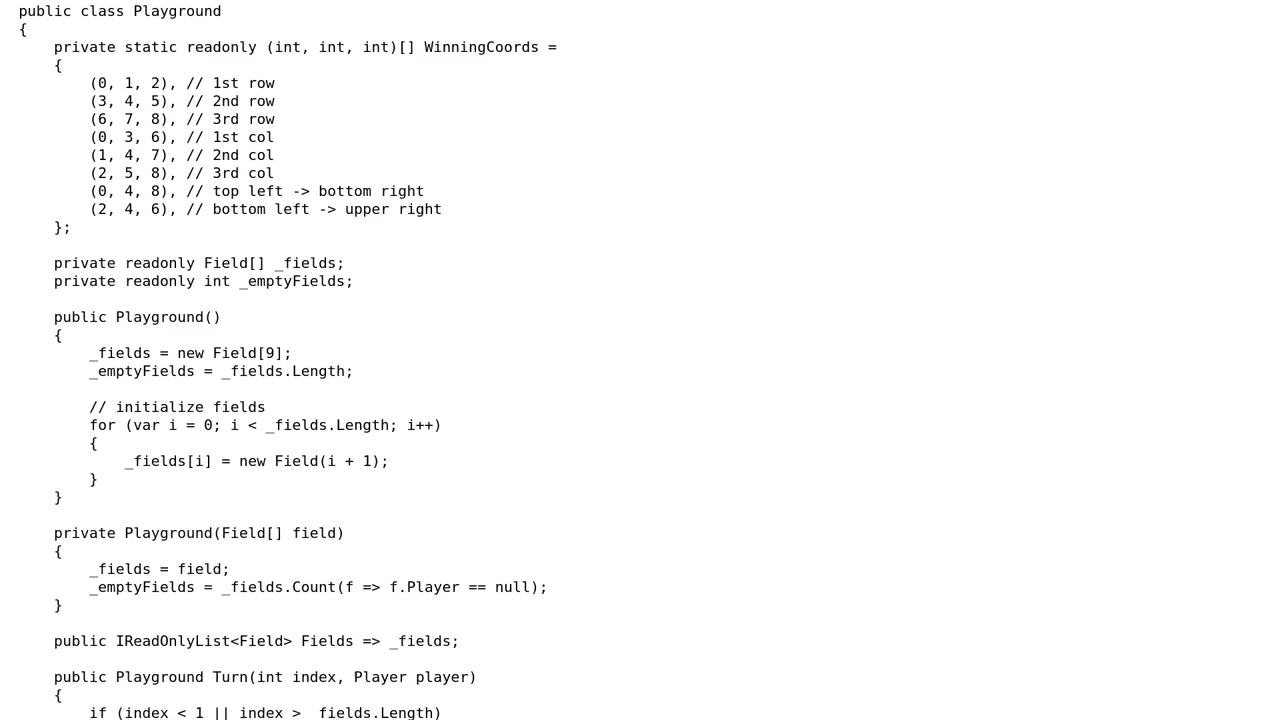 public class Playground
{
    private static readonly (int, int, int)[] WinningCoords =
    {
        (0, 1, 2), // 1st row
        (3, 4, 5), // 2nd row
        (6, 7, 8), // 3rd row
        (0, 3, 6), // 1st col
        (1, 4, 7), // 2nd col
        (2, 5, 8), // 3rd col
        (0, 4, 8), // top left -> bottom right
        (2, 4, 6), // bottom left -> upper right
    };

    private readonly Field[] _fields;
    private readonly int _emptyFields;

    public Playground()
    {
        _fields = new Field[9];
        _emptyFields = _fields.Length;

        // initialize fields
        for (var i = 0; i < _fields.Length; i++)
        {
            _fields[i] = new Field(i + 1);
        }
    }

    private Playground(Field[] field)
    {
        _fields = field;
        _emptyFields = _fields.Count(f => f.Player == null);
    }

    public IReadOnlyList<Field> Fields => _fields;

    public Playground Turn(int index, Player player)
    {
        if (index < 1 || index > _fields.Length)